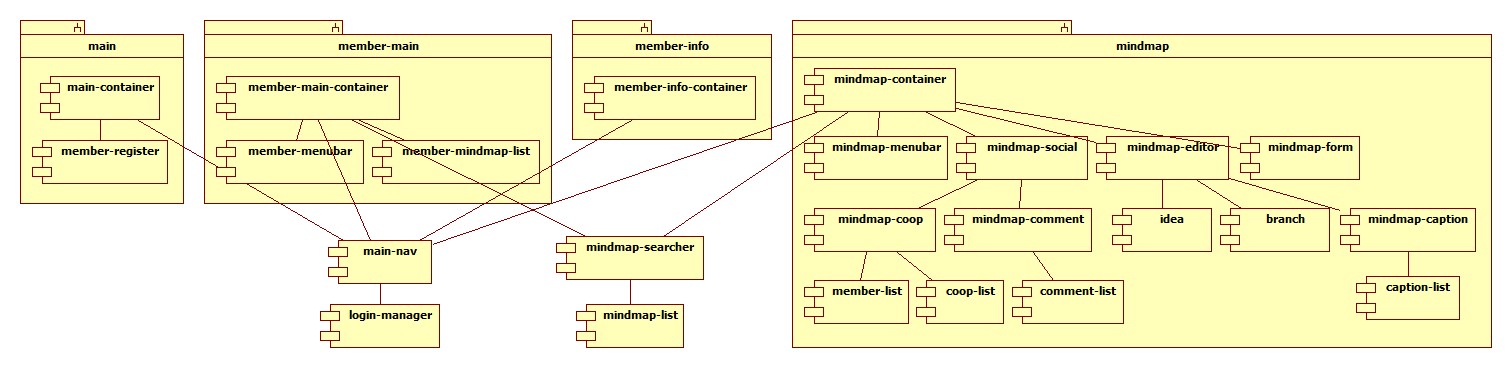 main
member-main
member-info
mindmap
main-container
member-main-container
member-info-container
mindmap-container
member-register
member-menubar
member-mindmap-list
mindmap-menubar
mindmap-social
mindmap-editor
mindmap-form
mindmap-coop
mindmap-comment
idea
branch
mindmap-caption
main-nav
mindmap-searcher
member-list
coop-list
comment-list
caption-list
login-manager
mindmap-list